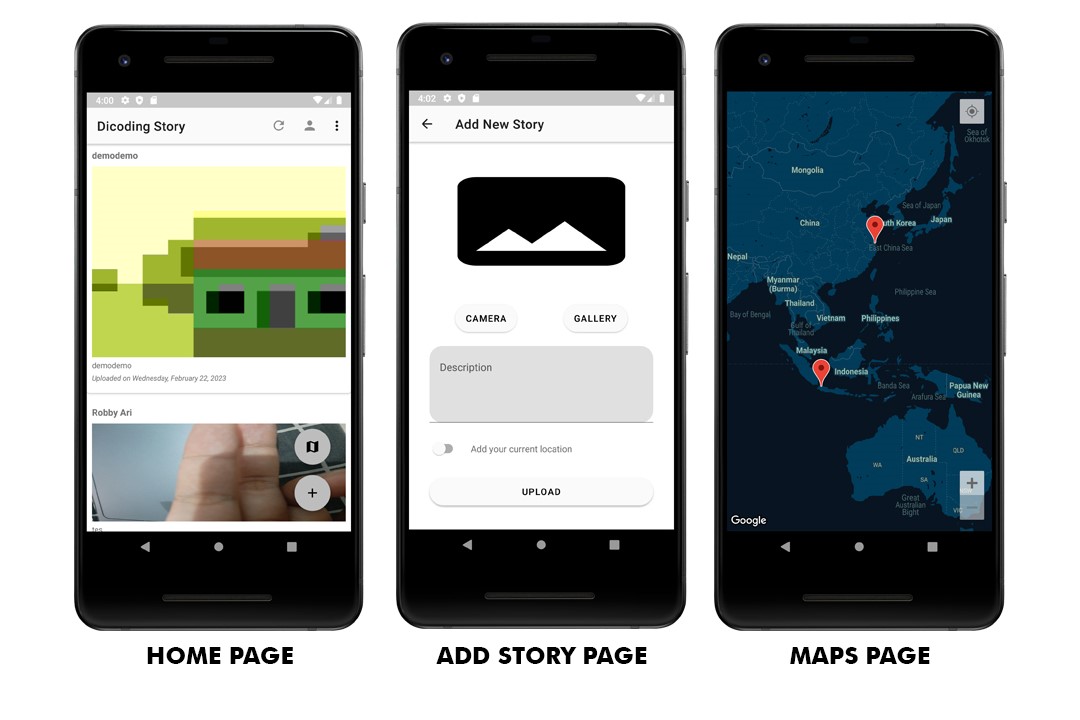 4:00
Dicoding Story
demodemo
demodemo
Uploaded on Wednesday, February 22, 2023
Robby Ari
tes
HOME PAGE
4:02
Add New Story
CAMERA
GALLERY
Description
Add your current location
UPLOAD
ADD STORY PAGE
Sea of
Okhotsk
Mongolia
Sea of Japan
Japan
China
uth Korea
East China Sea
Nepal
Myanmar
(Burma)
Philippine Sea
Thailand
Bay of Bengal
Vietnam
Philippines
Gulf of
Thailand
Malaysia
Indonesia
Banda Sea
Papua New
Guinea
Arafura Sea
NT
QLD
Australia
WA
SA
Great
Australian
Bight
VIC
Google
MAPS PAGE